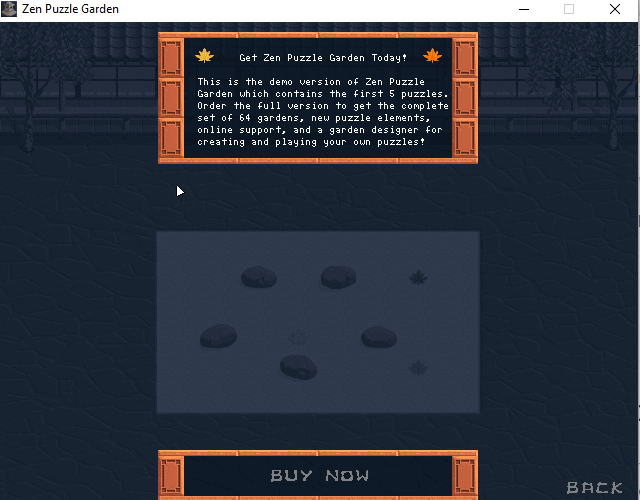 Zen Puzzle Garden
Get Zen Puzzle Garden Today!
This is the demo version of Zen Puzzle
Garden which contains the first 5 puzzles.
Order the full version to get the complete
set of 64 gardens, new puzzle elements,
online support, and a garden designer for
creating and playing your own puzzles!
BUY NOW
BACK